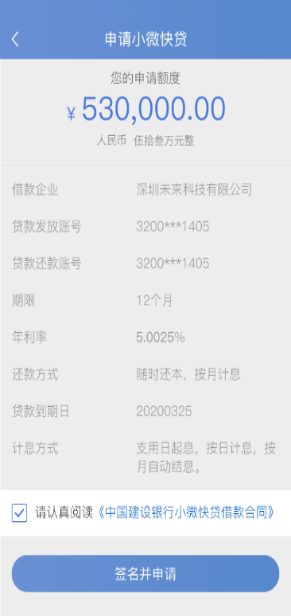 申请小微快贷
您的申请额度
¥ 530,000.00
人民币 伍拾叁万元整
借款企业 深圳未来科技有限公司
贷款发放账号 3200***1405
贷款还款账号 3200***1405
期限 12个月
年利率 5.0025%
还款方式 随时还本，按月计息
贷款到期日 20200325
计息方式 支用日起息，按日计息，按
月自动结息。
请认真阅读《中国建设银行小微快贷借款合同》
签名并申请